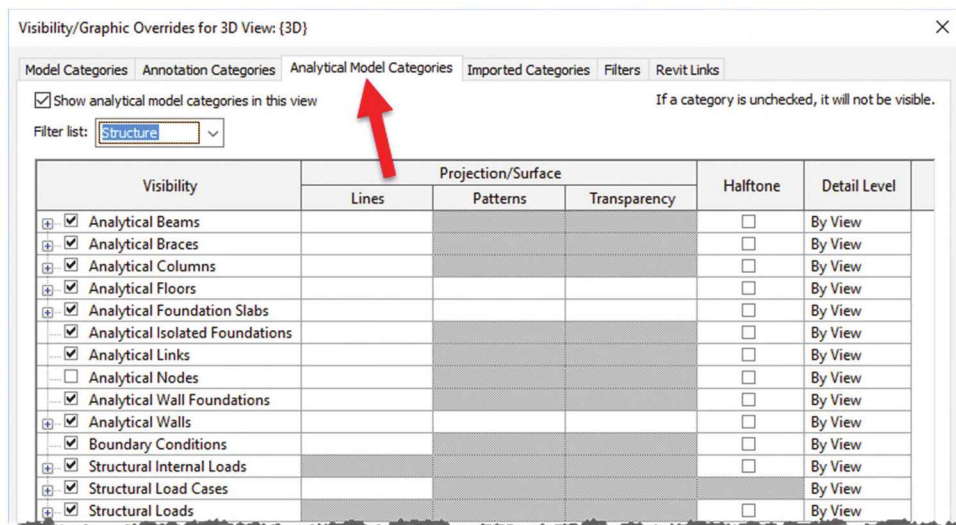 Visibility/Graphic Overrides for 3D View: {3D}
Model Categories Annotation Categories Analytical Model Categories Imported Categories Filters Revit Links
Show analytical model categories in this view If a category is unchecked, it will not be visible.
Filter list: Structure
Visibility Projection/Surface Halftone Detail Level
Lines Patterns Transparency
Analytical Beams By View
Analytical Braces By View
Analytical Columns By View
Analytical Floors By View
Analytical Foundation Slabs By View
Analytical Isolated Foundations By View
Analytical Links By View
Analytical Nodes By View
Analytical Wall Foundations By View
Analytical Walls By View
Boundary Conditions By View
Structural Internal Loads By View
Structural Load Cases By View
Structural Loads By View